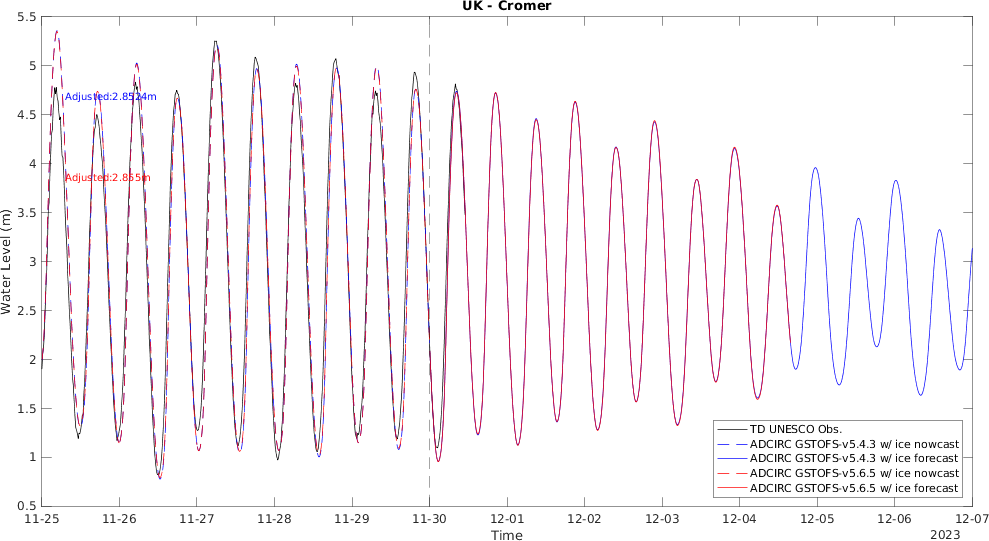 UK - Cromer
5.5
5
4.5
4
3.5
3
2.5
2
1.5
1
0.5
Water Level (m)
Adjusted:2.8524m
Adjusted:2.855m
TD UNESCO Obs.
ADCIRC GSTOFS-v5.4.3 w/ ice nowcast
ADCIRC GSTOFS-v5.4.3 w/ ice forecast
ADCIRC GSTOFS-v5.6.5 w/ ice nowcast
ADCIRC GSTOFS-v5.6.5 w/ ice forecast
11-25 11-26 11-27 11-28 11-29 11-30 12-01 12-02 12-03 12-04 12-05 12-06 12-07
Time
2023